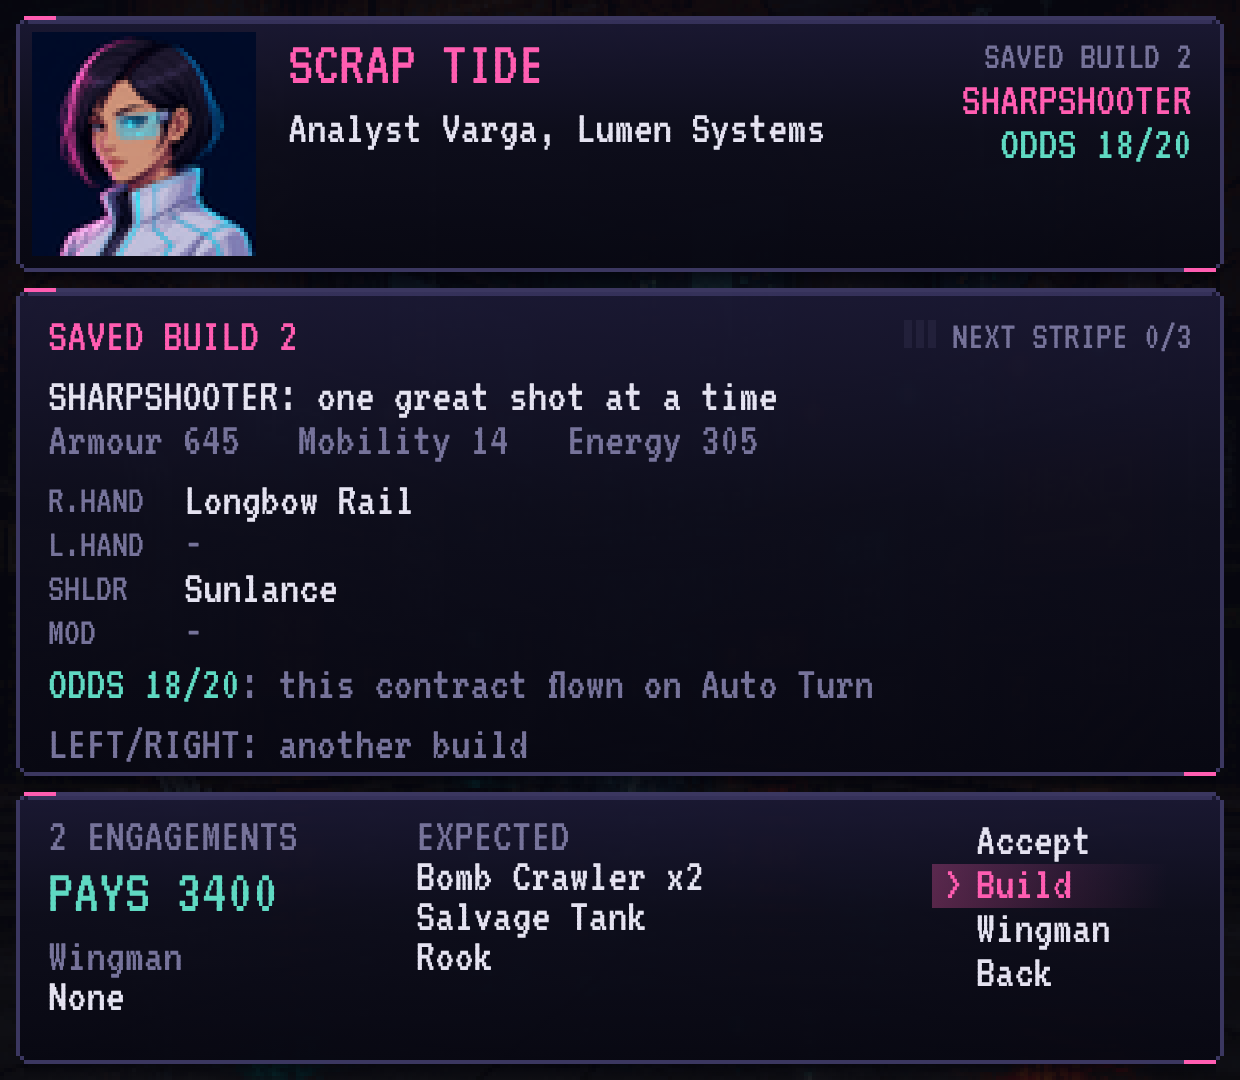 SCRAP TIDE
Analyst Varga, Lumen Systems
SAVED BUILD 2
SHARPSHOOTER
ODDS 18/20
SAVED BUILD 2
NEXT STRIPE 0/3
SHARPSHOOTER: one great shot at a time
Armour 645 Mobility 14 Energy 305
R.HAND Longbow Rail
L.HAND -
SHLDR Sunlance
MOD -
ODDS 18/20: this contract flown on Auto Turn
LEFT/RIGHT: another build
2 ENGAGEMENTS
PAYS 3400
Wingman
None
EXPECTED
Bomb Crawler x2
Salvage Tank
Rook
Accept
> Build
Wingman
Back